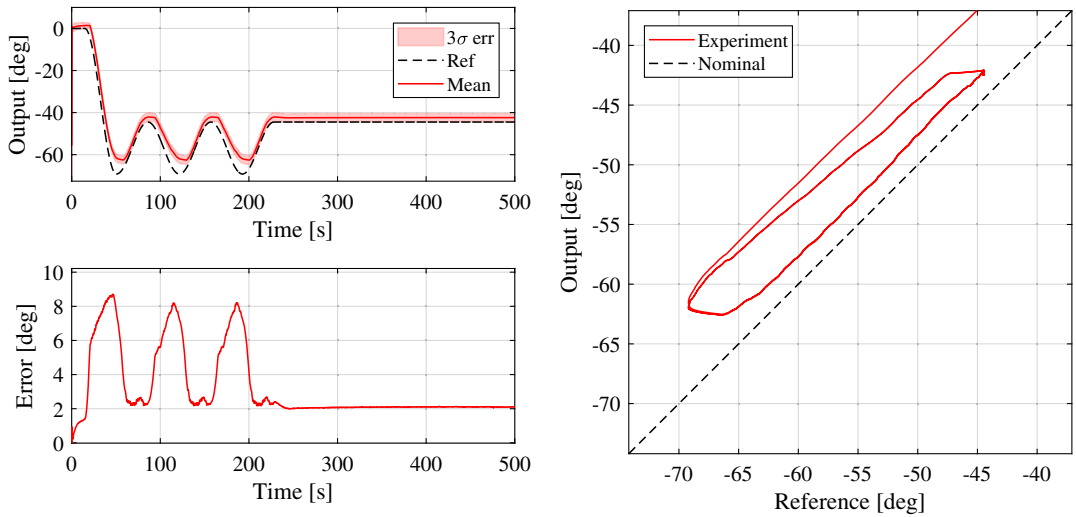 0
-20
-40
-60
Output [deg]
3σ err
Ref
Mean
0 100 200 300 400 500
Time [s]
10
8
6
4
2
0
Error [deg]
0 100 200 300 400 500
Time [s]
-40
-45
-50
-55
-60
-65
-70
Output [deg]
Experiment
Nominal
-70 -65 -60 -55 -50 -45 -40
Reference [deg]